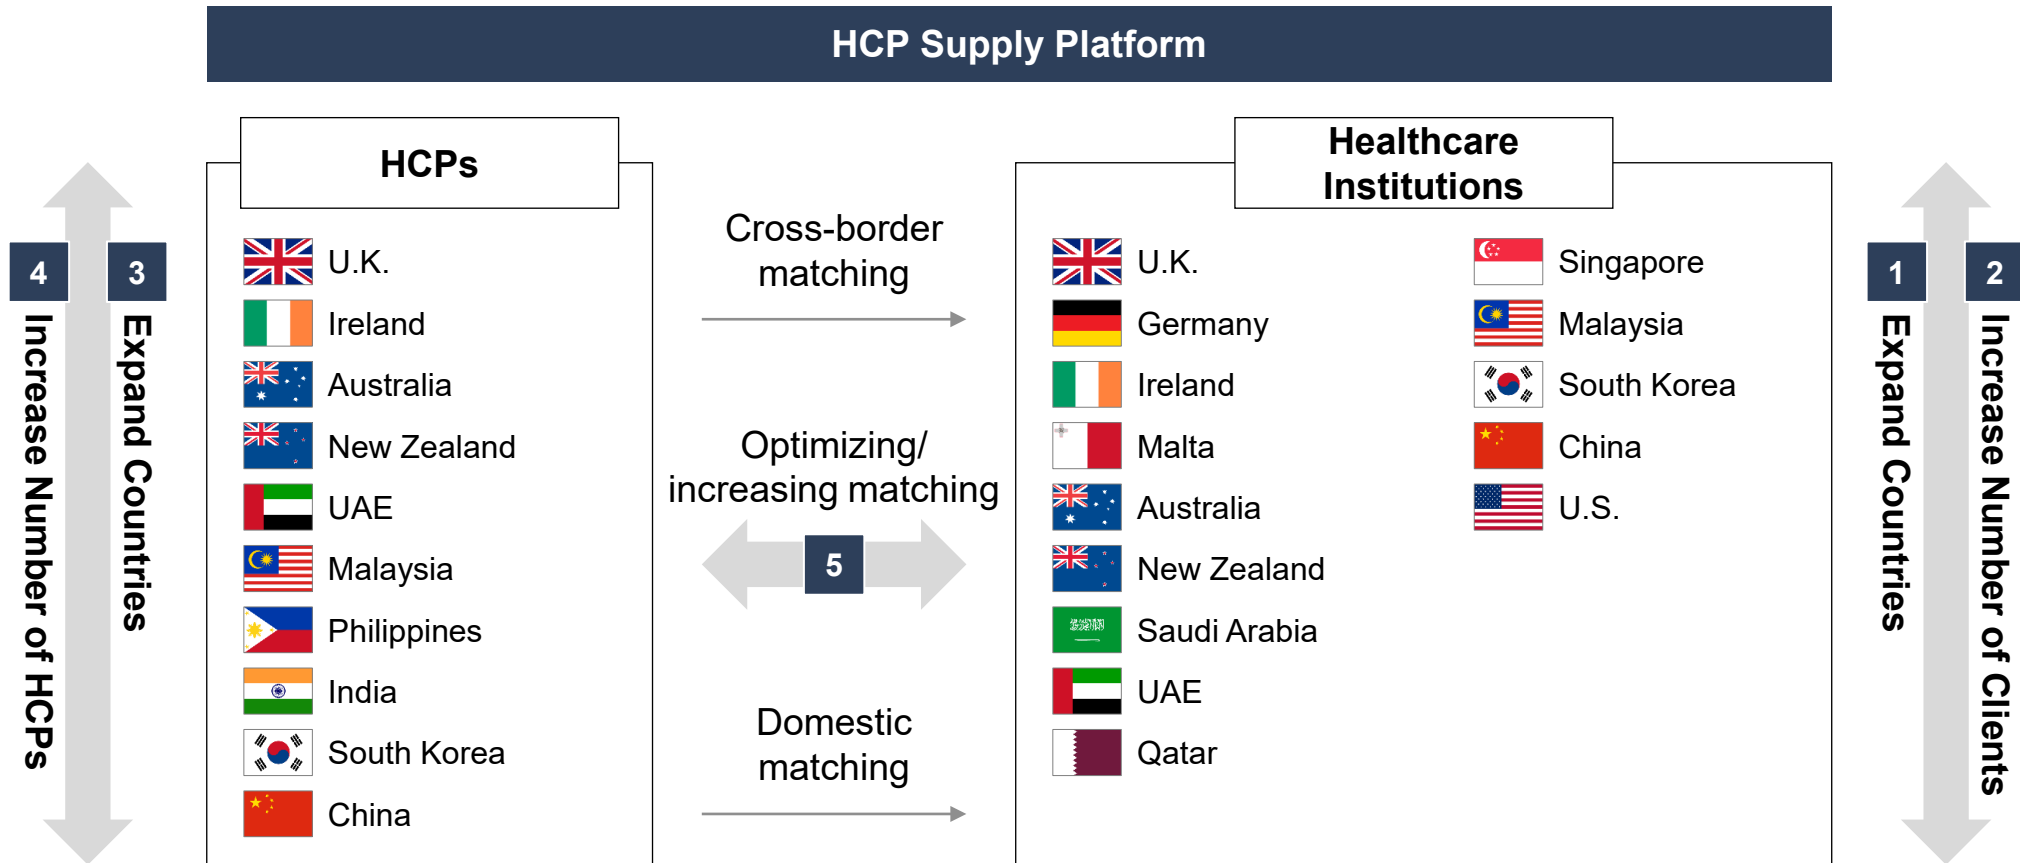 HCP Supply Platform
4
Increase Number of HCPs
3
Expand Countries
HCPs
U.K.
Ireland
Australia
New Zealand
UAE
Malaysia
Philippines
India
South Korea
China
Cross-border
matching
Optimizing/
increasing matching
5
Domestic
matching
Healthcare
Institutions
U.K.
Germany
Ireland
Malta
Australia
New Zealand
Saudi Arabia
UAE
Qatar
Singapore
Malaysia
South Korea
China
U.S.
1
Expand Countries
2
Increase Number of Clients